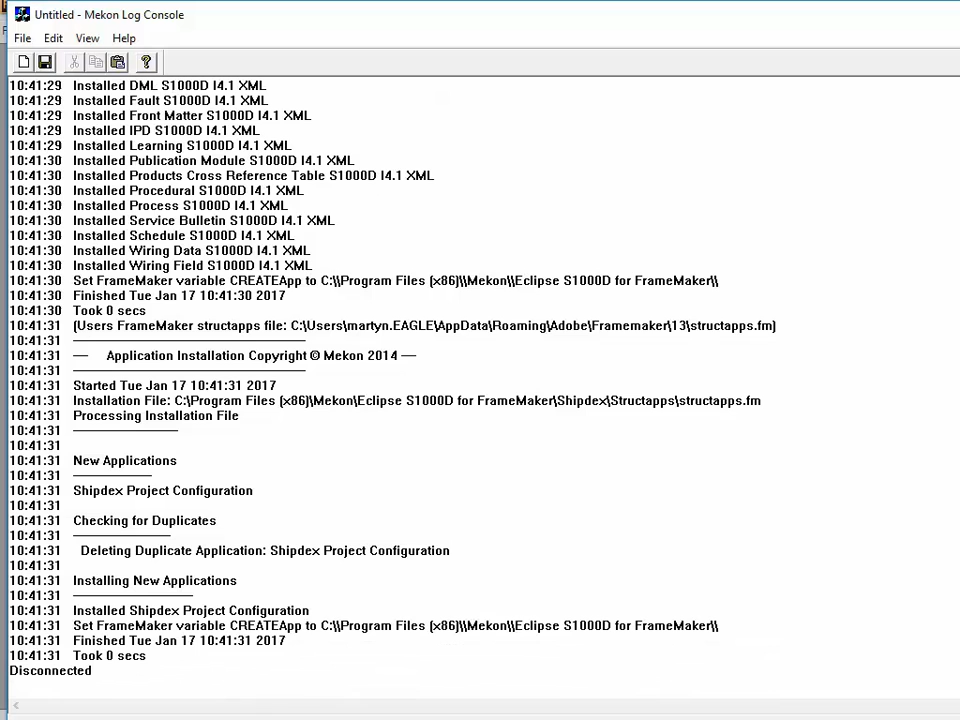 Untitled - Mekon Log Console
File Edit View Help
10:41:29 Installed DML S1000D I4.1 XML
10:41:29 Installed Fault S1000D I4.1 XML
10:41:29 Installed Front Matter S1000D I4.1 XML
10:41:29 Installed IPD S1000D I4.1 XML
10:41:29 Installed Learning S1000D I4.1 XML
10:41:30 Installed Publication Module S1000D I4.1 XML
10:41:30 Installed Products Cross Reference Table S1000D I4.1 XML
10:41:30 Installed Procedural S1000D I4.1 XML
10:41:30 Installed Process S1000D I4.1 XML
10:41:30 Installed Service Bulletin S1000D I4.1 XML
10:41:30 Installed Schedule S1000D I4.1 XML
10:41:30 Installed Wiring Data S1000D I4.1 XML
10:41:30 Installed Wiring Field S1000D I4.1 XML
10:41:30 Set FrameMaker variable CREATEApp to C:\\Program Files (x86)\\Mekon\\Eclipse S1000D for FrameMaker\\
10:41:30 Finished Tue Jan 17 10:41:30 2017
10:41:30 Took 0 secs
10:41:31 (Users FrameMaker structapps file: C:\Users\martyn.EAGLE\AppData\Roaming\Adobe\Framemaker\13\structapps.fm)
10:41:31
10:41:31 — Application Installation Copyright © Mekon 2014 —
10:41:31
10:41:31 Started Tue Jan 17 10:41:31 2017
10:41:31 Installation File: C:\Program Files (x86)\Mekon\Eclipse S1000D for FrameMaker\Shipdex\Structapps\structapps.fm
10:41:31 Processing Installation File
10:41:31
10:41:31
10:41:31 New Applications
10:41:31
10:41:31 Shipdex Project Configuration
10:41:31
10:41:31 Checking for Duplicates
10:41:31
10:41:31 Deleting Duplicate Application: Shipdex Project Configuration
10:41:31
10:41:31 Installing New Applications
10:41:31
10:41:31 Installed Shipdex Project Configuration
10:41:31 Set FrameMaker variable CREATEApp to C:\\Program Files (x86)\\Mekon\\Eclipse S1000D for FrameMaker\\
10:41:31 Finished Tue Jan 17 10:41:31 2017
10:41:31 Took 0 secs
Disconnected